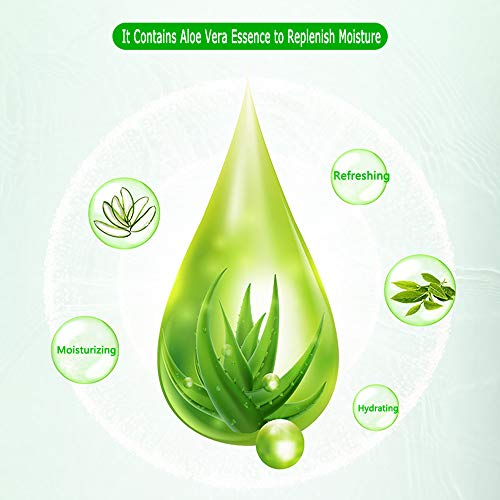 It Contains Aloe Vera Essence to Replenish Moisture
Refreshing
Moisturizing
Hydrating